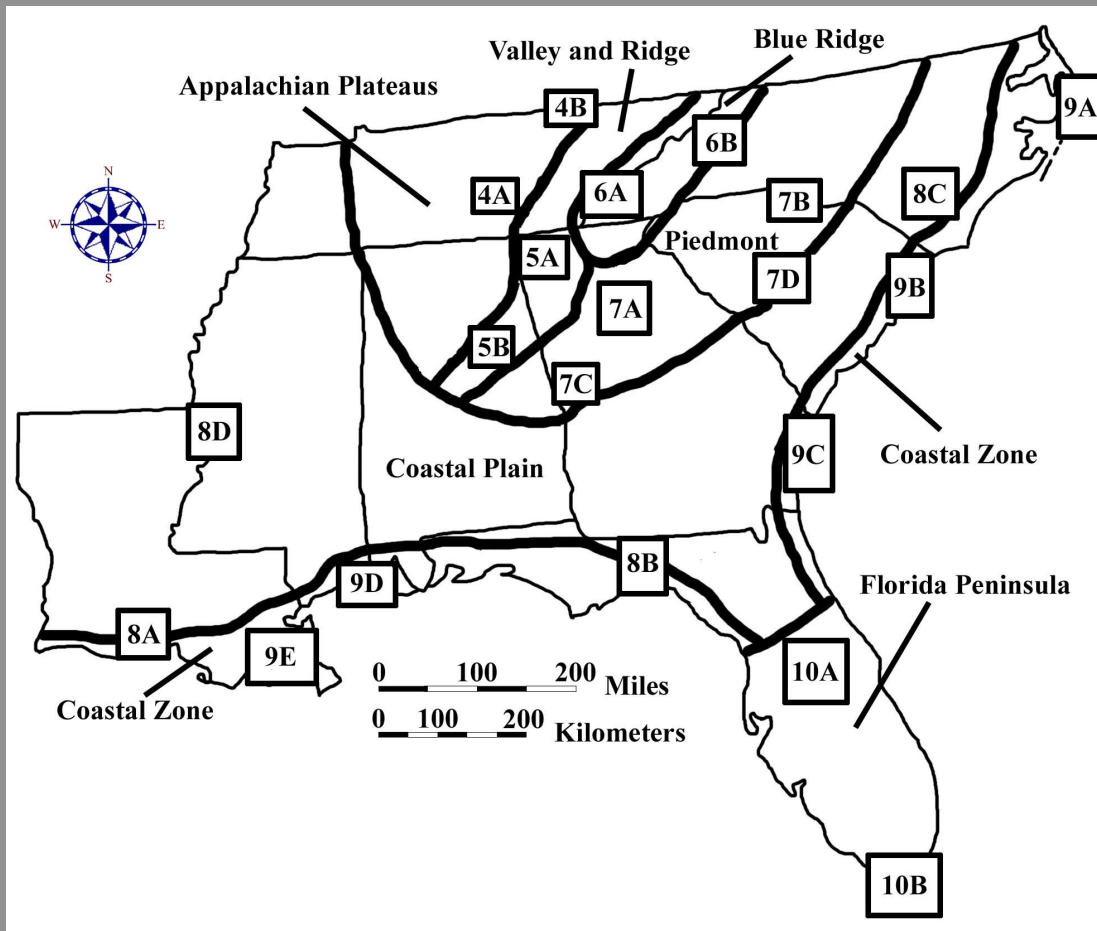 Blue Ridge
Valley and Ridge
Appalachian Plateaus
4B
9A
6B
N
W
E
S
4A
6A
7B
8C
Piedmont
5A
7D
9B
7A
5B
7C
8D
9C
Coastal Zone
Coastal Plain
8B
9D
Florida Peninsula
8A
9E
10A
0 100 200
Miles
Coastal Zone
0 100 200
Kilometers
10B